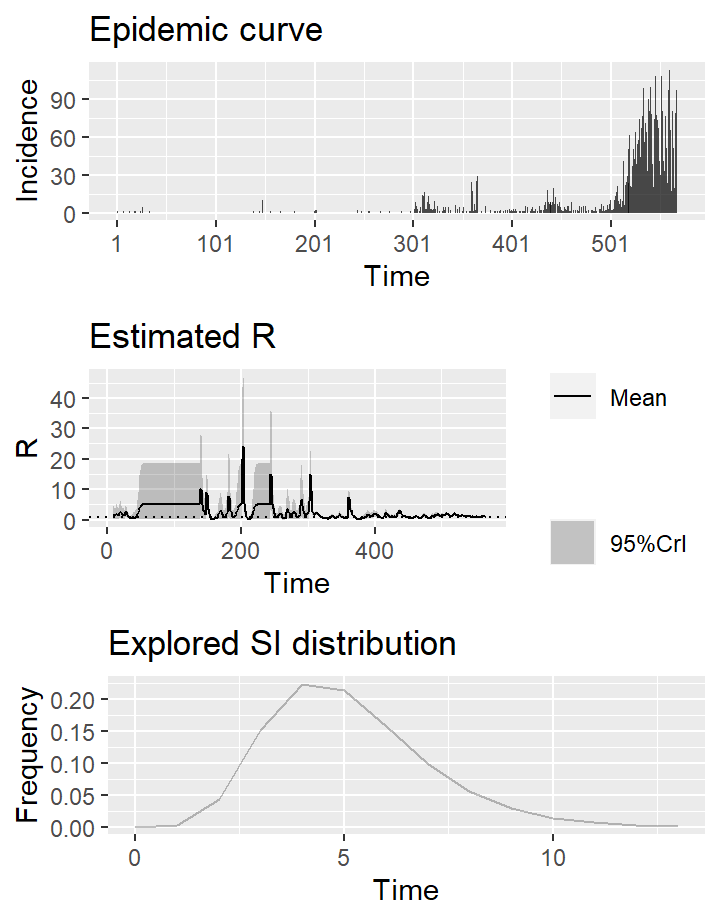 Epidemic curve
Incidence
90
60
30
0
1 101 201 301 401 501
Time
Estimated R
R
40
30
20
10
0
0 200 400
Time
Mean
95%CrI
Explored SI distribution
Frequency
0.20
0.15
0.10
0.05
0.00
0 5 10
Time